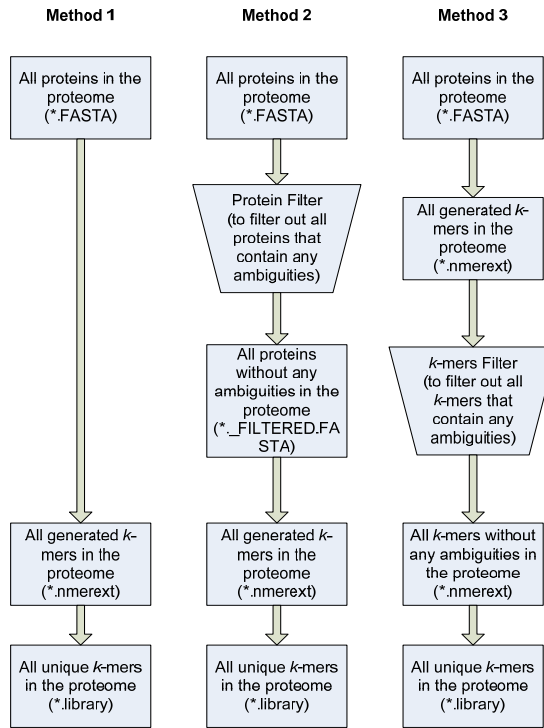 Method 1
Method 2
Method 3
All proteins in the
proteome
(*.FASTA)
All generated k-
mers in the
proteome
(*.nmerext)
All unique k-mers
in the proteome
(*.library)
All proteins in the
proteome
(*.FASTA)
Protein Filter
(to filter out all
proteins that
contain any
ambiguities)
All proteins
without any
ambiguities in the
proteome
(*._FILTERED.FA
STA)
All generated k-
mers in the
proteome
(*.nmerext)
All unique k-mers
in the proteome
(*.library)
All proteins in the
proteome
(*.FASTA)
All generated k-
mers in the
proteome
(*.nmerext)
k-mers Filter
(to filter out all
k-mers that
contain any
ambiguities)
All k-mers without
any ambiguities in
the proteome
(*.nmerext)
All unique k-mers
in the proteome
(*.library)